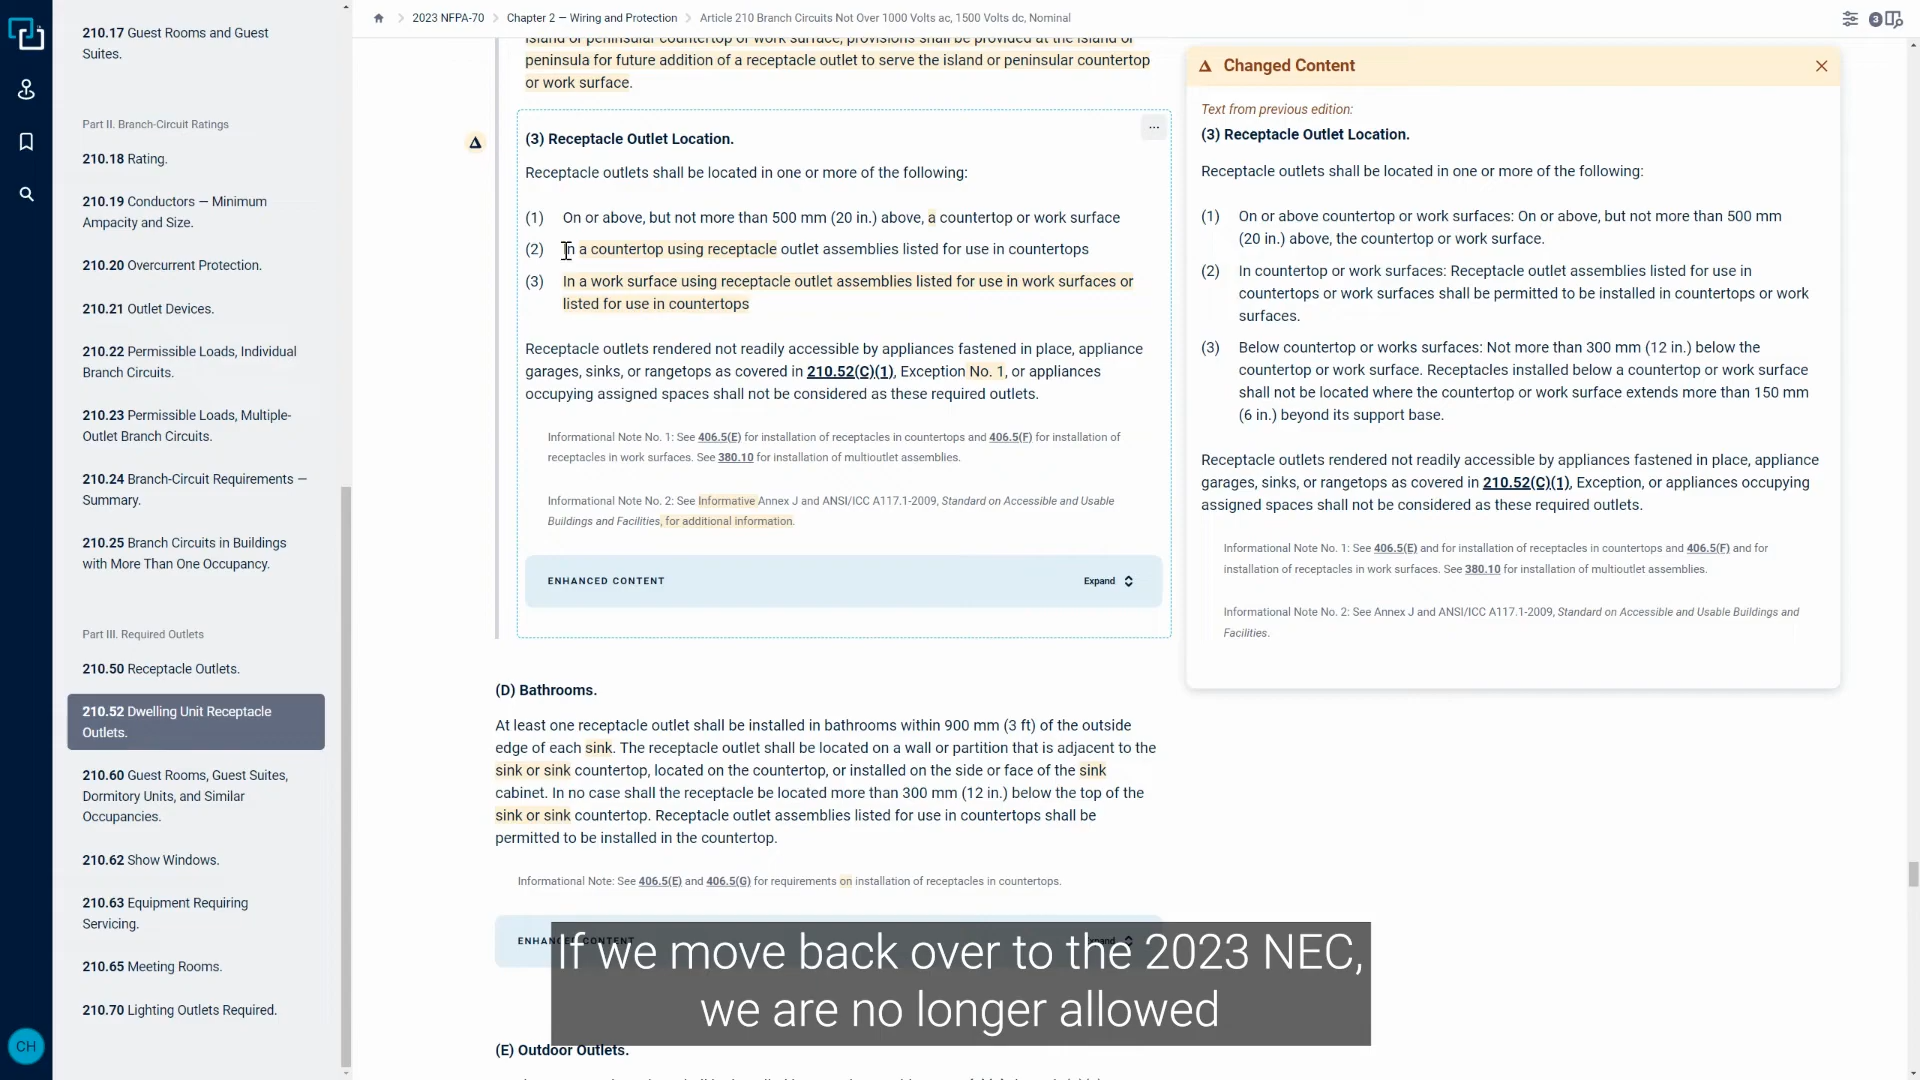 2023 NFPA-70
Chapter 2 — Wiring and Protection
Article 210 Branch Circuits Not Over 1000 Volts ac, 1500 Volts dc, Nominal
3
210.17 Guest Rooms and Guest
Suites.
Part II. Branch-Circuit Ratings
210.18 Rating.
210.19 Conductors — Minimum
Ampacity and Size.
210.20 Overcurrent Protection.
210.21 Outlet Devices.
210.22 Permissible Loads, Individual
Branch Circuits.
210.23 Permissible Loads, Multiple-
Outlet Branch Circuits.
210.24 Branch-Circuit Requirements —
Summary.
210.25 Branch Circuits in Buildings
with More Than One Occupancy.
Part III. Required Outlets
210.50 Receptacle Outlets.
210.52 Dwelling Unit Receptacle
Outlets.
210.60 Guest Rooms, Guest Suites,
Dormitory Units, and Similar
Occupancies.
210.62 Show Windows.
210.63 Equipment Requiring
Servicing.
210.65 Meeting Rooms.
210.70 Lighting Outlets Required.
CH
island or peninsular countertop or work surface, provisions shall be provided at the island or
peninsula for future addition of a receptacle outlet to serve the island or peninsular countertop
or work surface.
(3) Receptacle Outlet Location.
Receptacle outlets shall be located in one or more of the following:
(1) On or above, but not more than 500 mm (20 in.) above, a countertop or work surface
(2) In a countertop using receptacle outlet assemblies listed for use in countertops
(3) In a work surface using receptacle outlet assemblies listed for use in work surfaces or
listed for use in countertops
Receptacle outlets rendered not readily accessible by appliances fastened in place, appliance
garages, sinks, or rangetops as covered in 210.52(C)(1), Exception No. 1, or appliances
occupying assigned spaces shall not be considered as these required outlets.
Informational Note No. 1: See 406.5(E) for installation of receptacles in countertops and 406.5(F) for installation of
receptacles in work surfaces. See 380.10 for installation of multioutlet assemblies.
Informational Note No. 2: See Informative Annex J and ANSI/ICC A117.1-2009, Standard on Accessible and Usable
Buildings and Facilities, for additional information.
ENHANCED CONTENT Expand
(D) Bathrooms.
At least one receptacle outlet shall be installed in bathrooms within 900 mm (3 ft) of the outside
edge of each sink. The receptacle outlet shall be located on a wall or partition that is adjacent to the
sink or sink countertop, located on the countertop, or installed on the side or face of the sink
cabinet. In no case shall the receptacle be located more than 300 mm (12 in.) below the top of the
sink or sink countertop. Receptacle outlet assemblies listed for use in countertops shall be
permitted to be installed in the countertop.
Informational Note: See 406.5(E) and 406.5(G) for requirements on installation of receptacles in countertops.
ENHANCED CONTENT Expand
(E) Outdoor Outlets.
Changed Content
Text from previous edition:
(3) Receptacle Outlet Location.
Receptacle outlets shall be located in one or more of the following:
(1) On or above countertop or work surfaces: On or above, but not more than 500 mm
(20 in.) above, the countertop or work surface.
(2) In countertop or work surfaces: Receptacle outlet assemblies listed for use in
countertops or work surfaces shall be permitted to be installed in countertops or work
surfaces.
(3) Below countertop or works surfaces: Not more than 300 mm (12 in.) below the
countertop or work surface. Receptacles installed below a countertop or work surface
shall not be located where the countertop or work surface extends more than 150 mm
(6 in.) beyond its support base.
Receptacle outlets rendered not readily accessible by appliances fastened in place, appliance
garages, sinks, or rangetops as covered in 210.52(C)(1), Exception, or appliances occupying
assigned spaces shall not be considered as these required outlets.
Informational Note No. 1: See 406.5(E) and for installation of receptacles in countertops and 406.5(F) and for
installation of receptacles in work surfaces. See 380.10 for installation of multioutlet assemblies.
Informational Note No. 2: See Annex J and ANSI/ICC A117.1-2009, Standard on Accessible and Usable Buildings and
Facilities.
If we move back over to the 2023 NEC,
we are no longer allowed